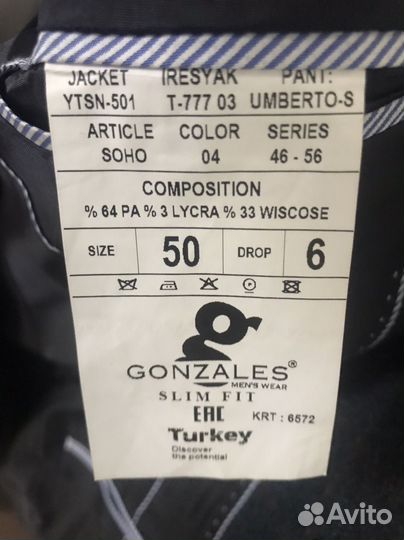 JACKET IRESYAK PANT:
YTSN-501 T-777 03 UMBERTO-S
ARTICLE COLOR SERIES
SOHO 04 46 - 56
COMPOSITION
% 64 PA % 3 LYCRA % 33 WISCOSE
SIZE 50 DROP 6
g
GONZALES®
MEN'S WEAR
SLIM FIT
EAC KRT : 6572
Turkey
Discover
the potential
Avito